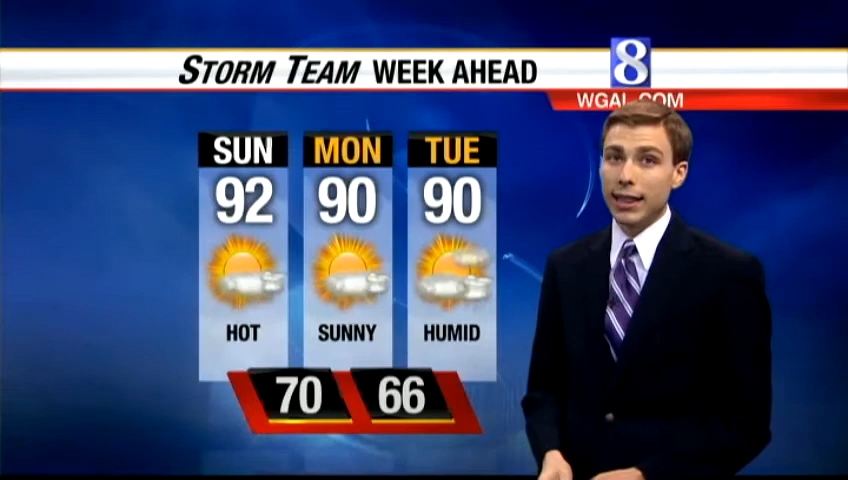 STORM TEAM WEEK AHEAD
8
WGAL.COM
SUN MON TUE
92 90 90
HOT SUNNY HUMID
70 66